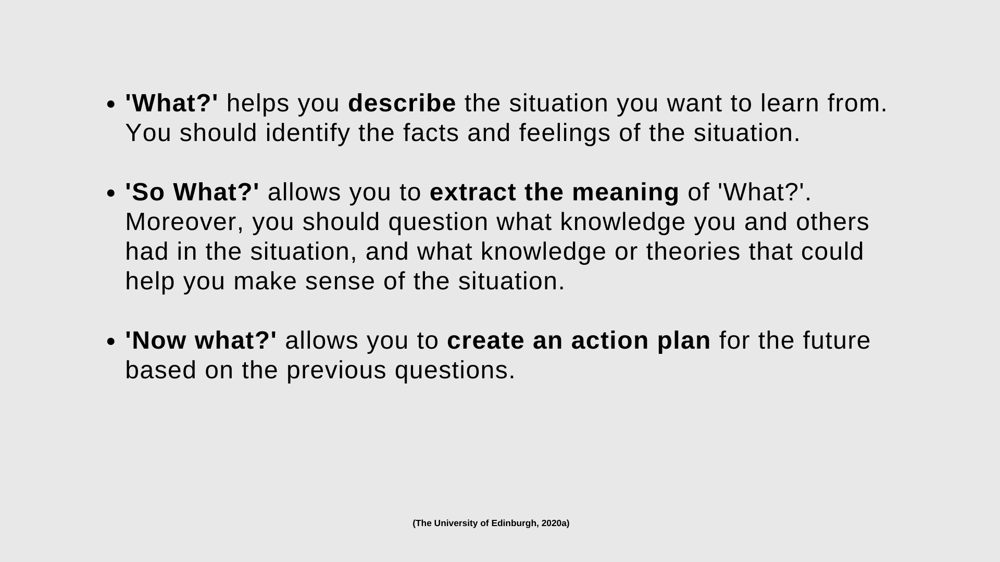 • 'What?' helps you describe the situation you want to learn from.
You should identify the facts and feelings of the situation.
• 'So What?' allows you to extract the meaning of 'What?'.
Moreover, you should question what knowledge you and others
had in the situation, and what knowledge or theories that could
help you make sense of the situation.
• 'Now what?' allows you to create an action plan for the future
based on the previous questions.
(The University of Edinburgh, 2020a)